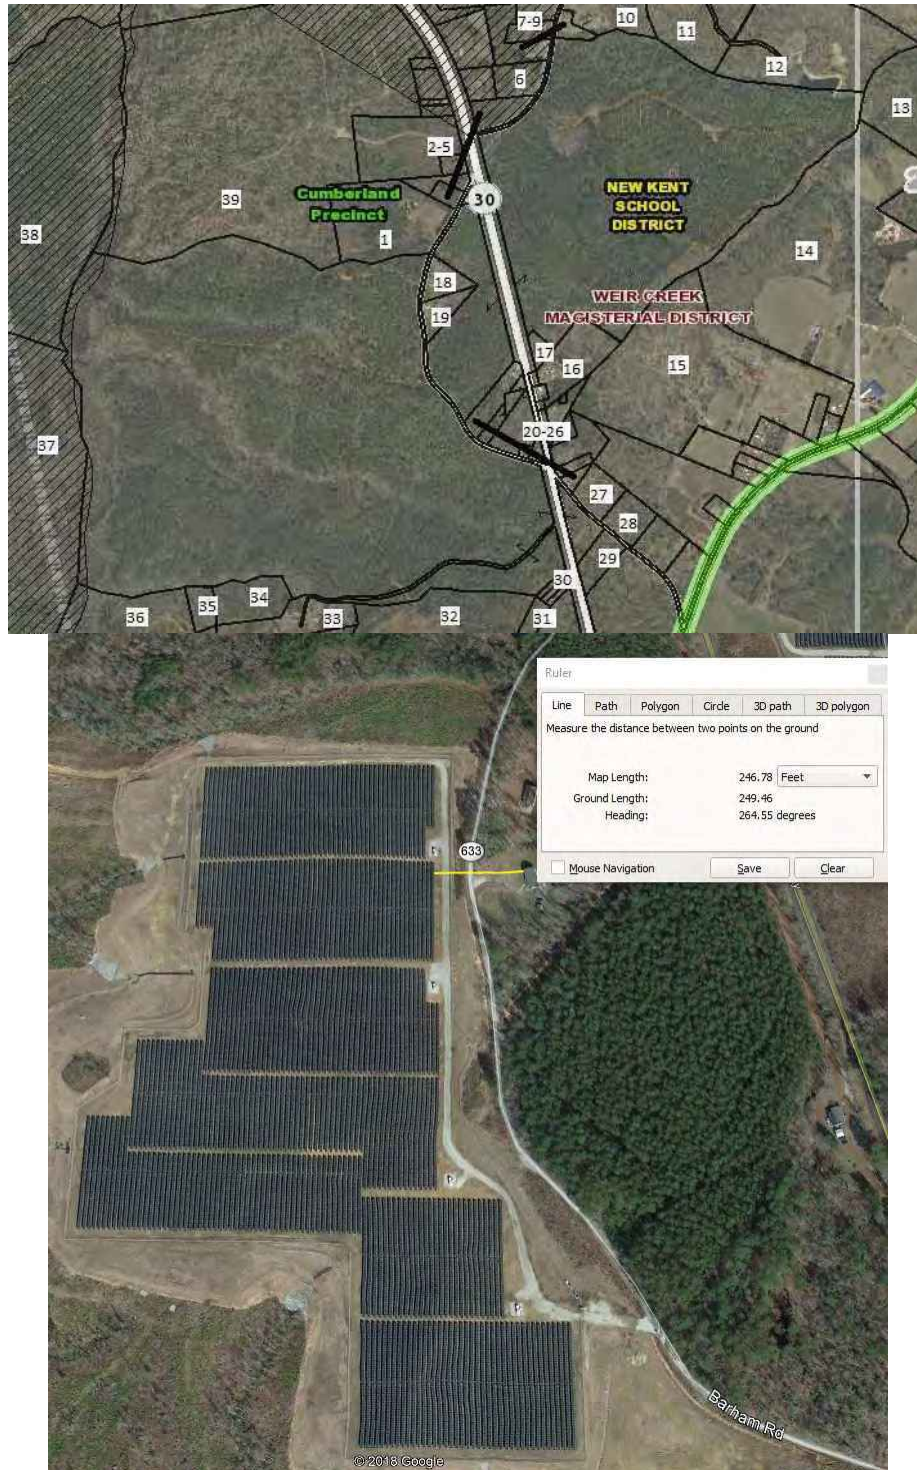 7-9
10
11
12
6
13
2-5
30
39
Cumberland
Precinct
NEW KENT
SCHOOL
DISTRICT
38
1
14
18
WEIR CREEK
MAGISTERIAL DISTRICT
19
17
16
15
37
20-26
27
28
29
30
36
35
34
33
32
31
Ruler
Line Path Polygon Circle 3D path 3D polygon
Measure the distance between two points on the ground
Map Length: 246.78 Feet
Ground Length: 249.46
Heading: 264.55 degrees
Mouse Navigation Save Clear
633
Barham Rd
© 2018 Google